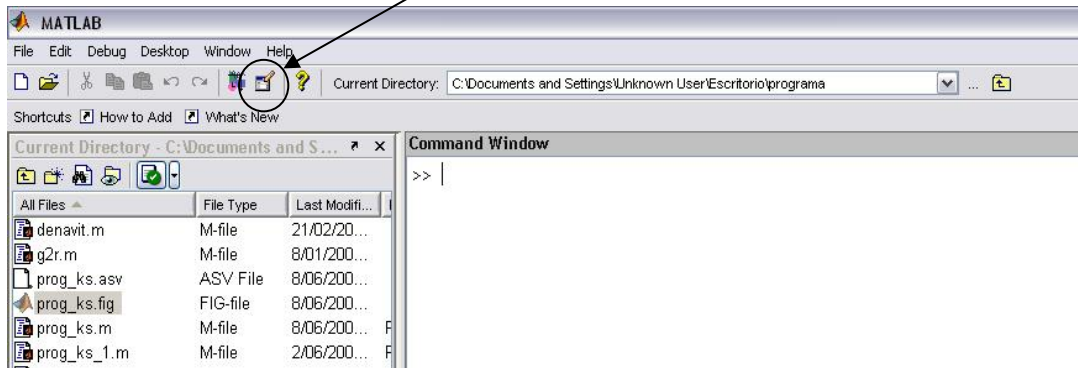 MATLAB
File Edit Debug Desktop Window Help
Current Directory: C:\Documents and Settings\Unknown User\Escritorio\programa ...
Shortcuts How to Add What's New
Current Directory - C:\Documents and S...
Command Window
>>
All Files File Type Last Modifi...
denavit.m M-file 21/02/20...
g2r.m M-file 8/01/200...
prog_ks.asv ASV File 8/06/200...
prog_ks.fig FIG-file 8/06/200...
prog_ks.m M-file 8/06/200...
prog_ks_1.m M-file 2/06/200...